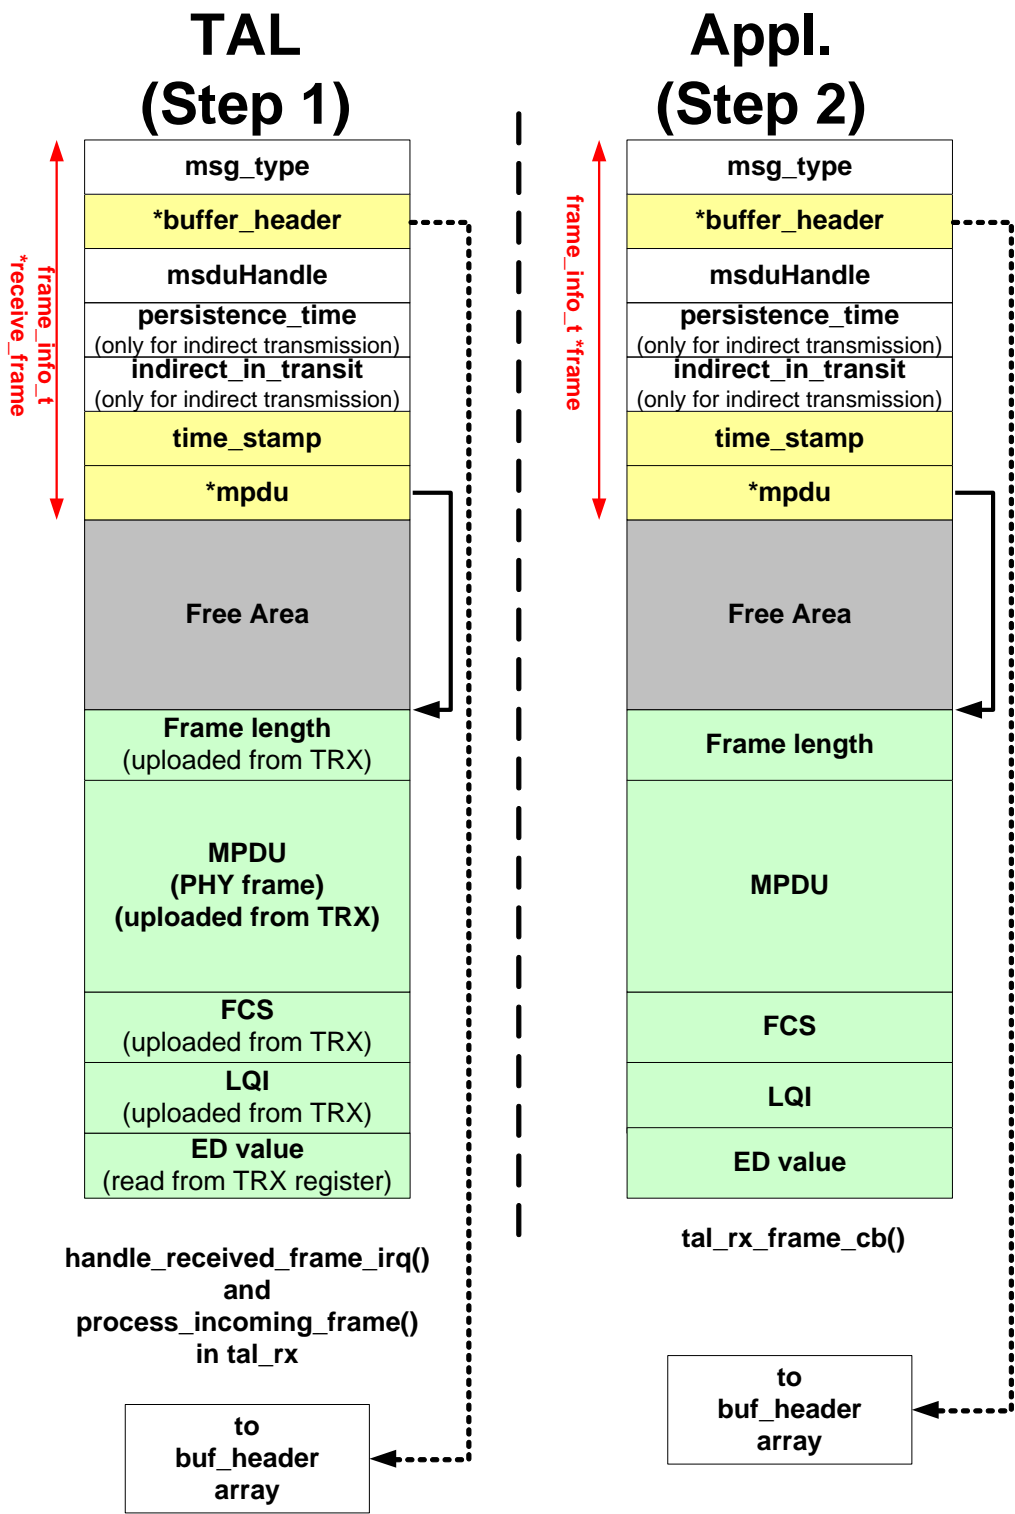 TAL
(Step 1)
frame_info_t
*receive_frame
msg_type
*buffer_header
msduHandle
persistence_time
(only for indirect transmission)
indirect_in_transit
(only for indirect transmission)
time_stamp
*mpdu
Free Area
Frame length
(uploaded from TRX)
MPDU
(PHY frame)
(uploaded from TRX)
FCS
(uploaded from TRX)
LQI
(uploaded from TRX)
ED value
(read from TRX register)
handle_received_frame_irq()
and
process_incoming_frame()
in tal_rx
to
buf_header
array
Appl.
(Step 2)
frame_info_t *frame
msg_type
*buffer_header
msduHandle
persistence_time
(only for indirect transmission)
indirect_in_transit
(only for indirect transmission)
time_stamp
*mpdu
Free Area
Frame length
MPDU
FCS
LQI
ED value
tal_rx_frame_cb()
to
buf_header
array